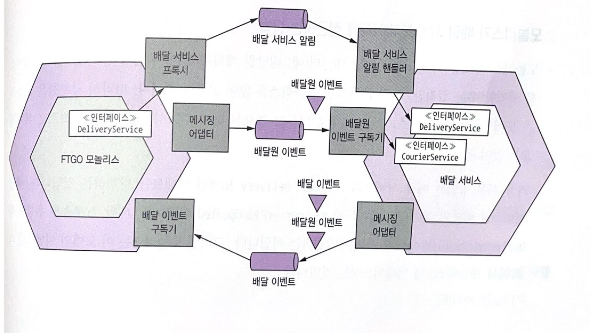 배달 서비스 알림
배달 서비스
프록시
배달 서비스
알림 핸들러
배달원 이벤트
≪인터페이스≫
DeliveryService
메시징
어댑터
배달원 이벤트
배달원
이벤트 구독기
≪인터페이스≫
DeliveryService
≪인터페이스≫
CourierService
FTGO 모놀리스
배달 서비스
배달 이벤트
배달원 이벤트
배달 이벤트
구독기
메시징
어댑터
배달 이벤트